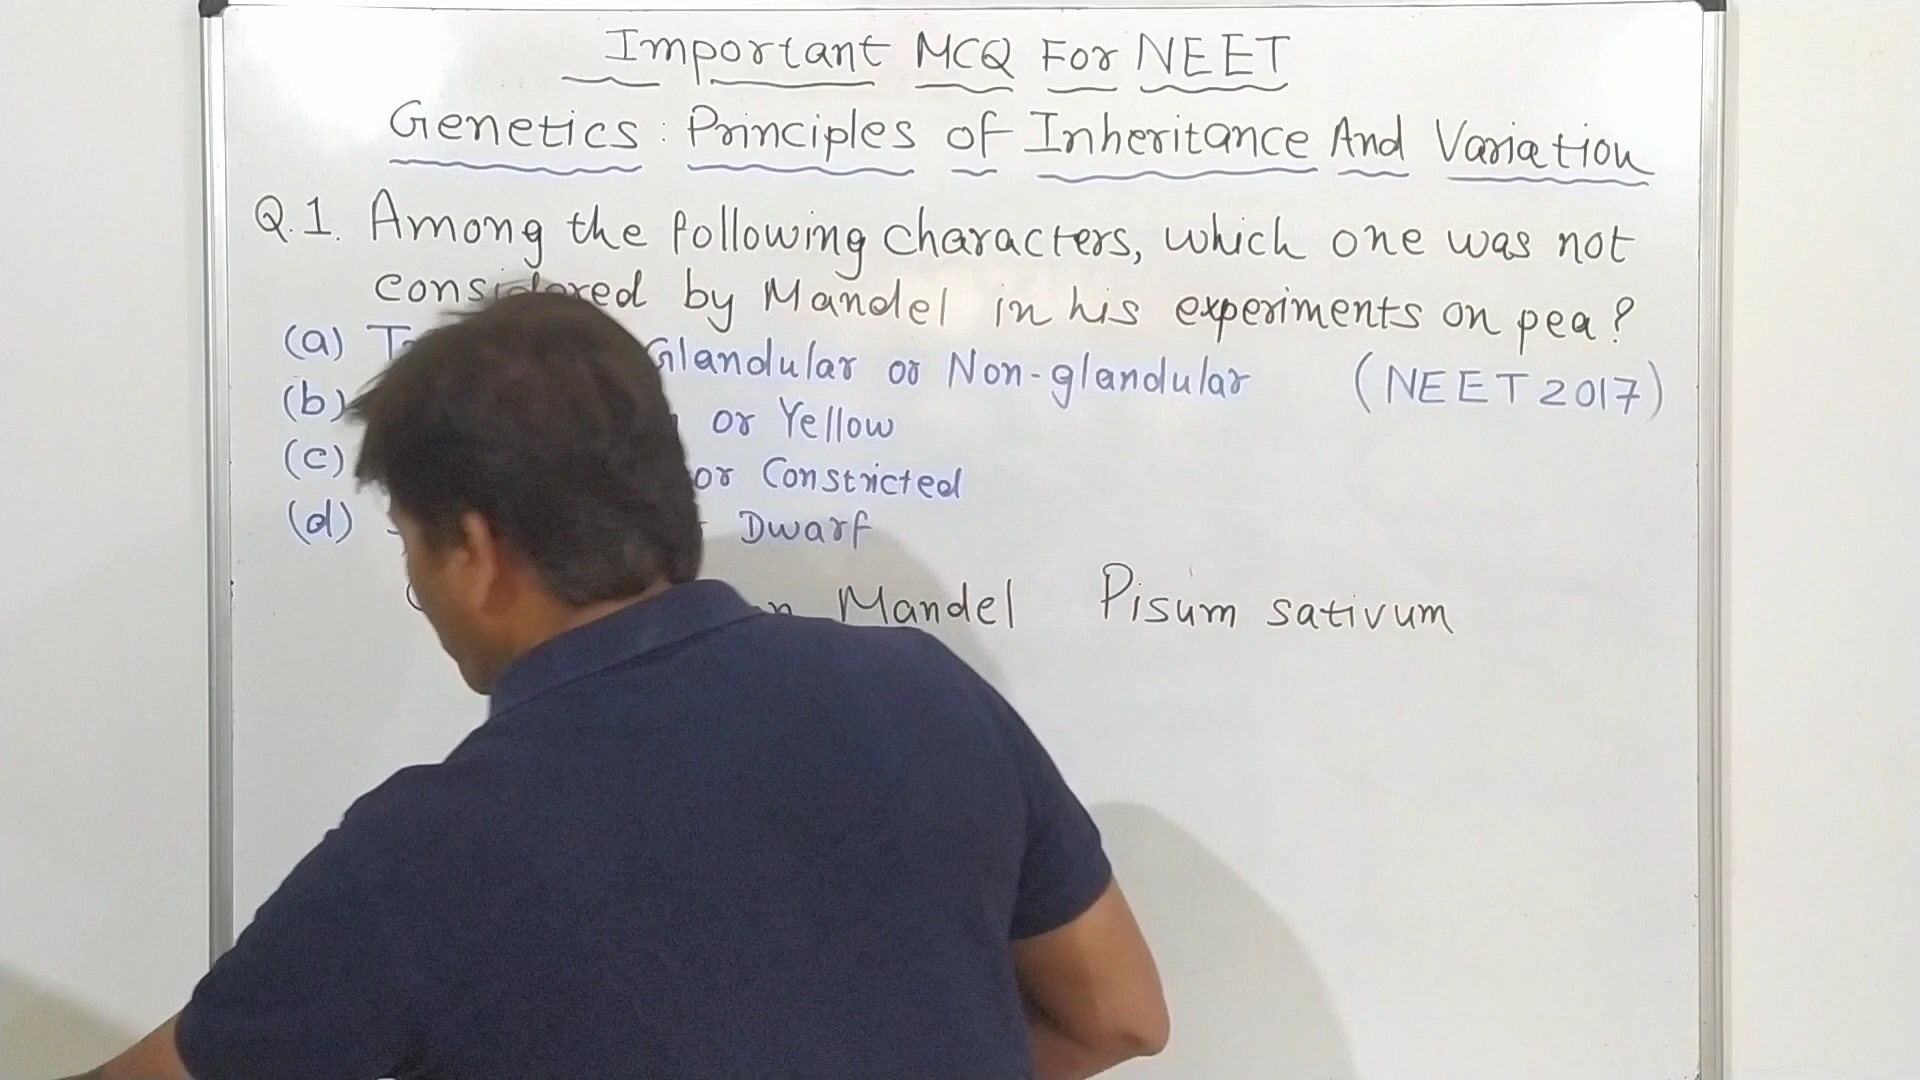 Important MCQ For NEET
Genetics: Principles of Inheritance And Variation
Q.1. Among the following characters, which one was not
considered by Mandel in his experiments on pea?
(a) Glandular or Non-glandular (NEET 2017)
(b) or Yellow
(c) or Constricted
(d) Dwarf
Mandel Pisum sativum